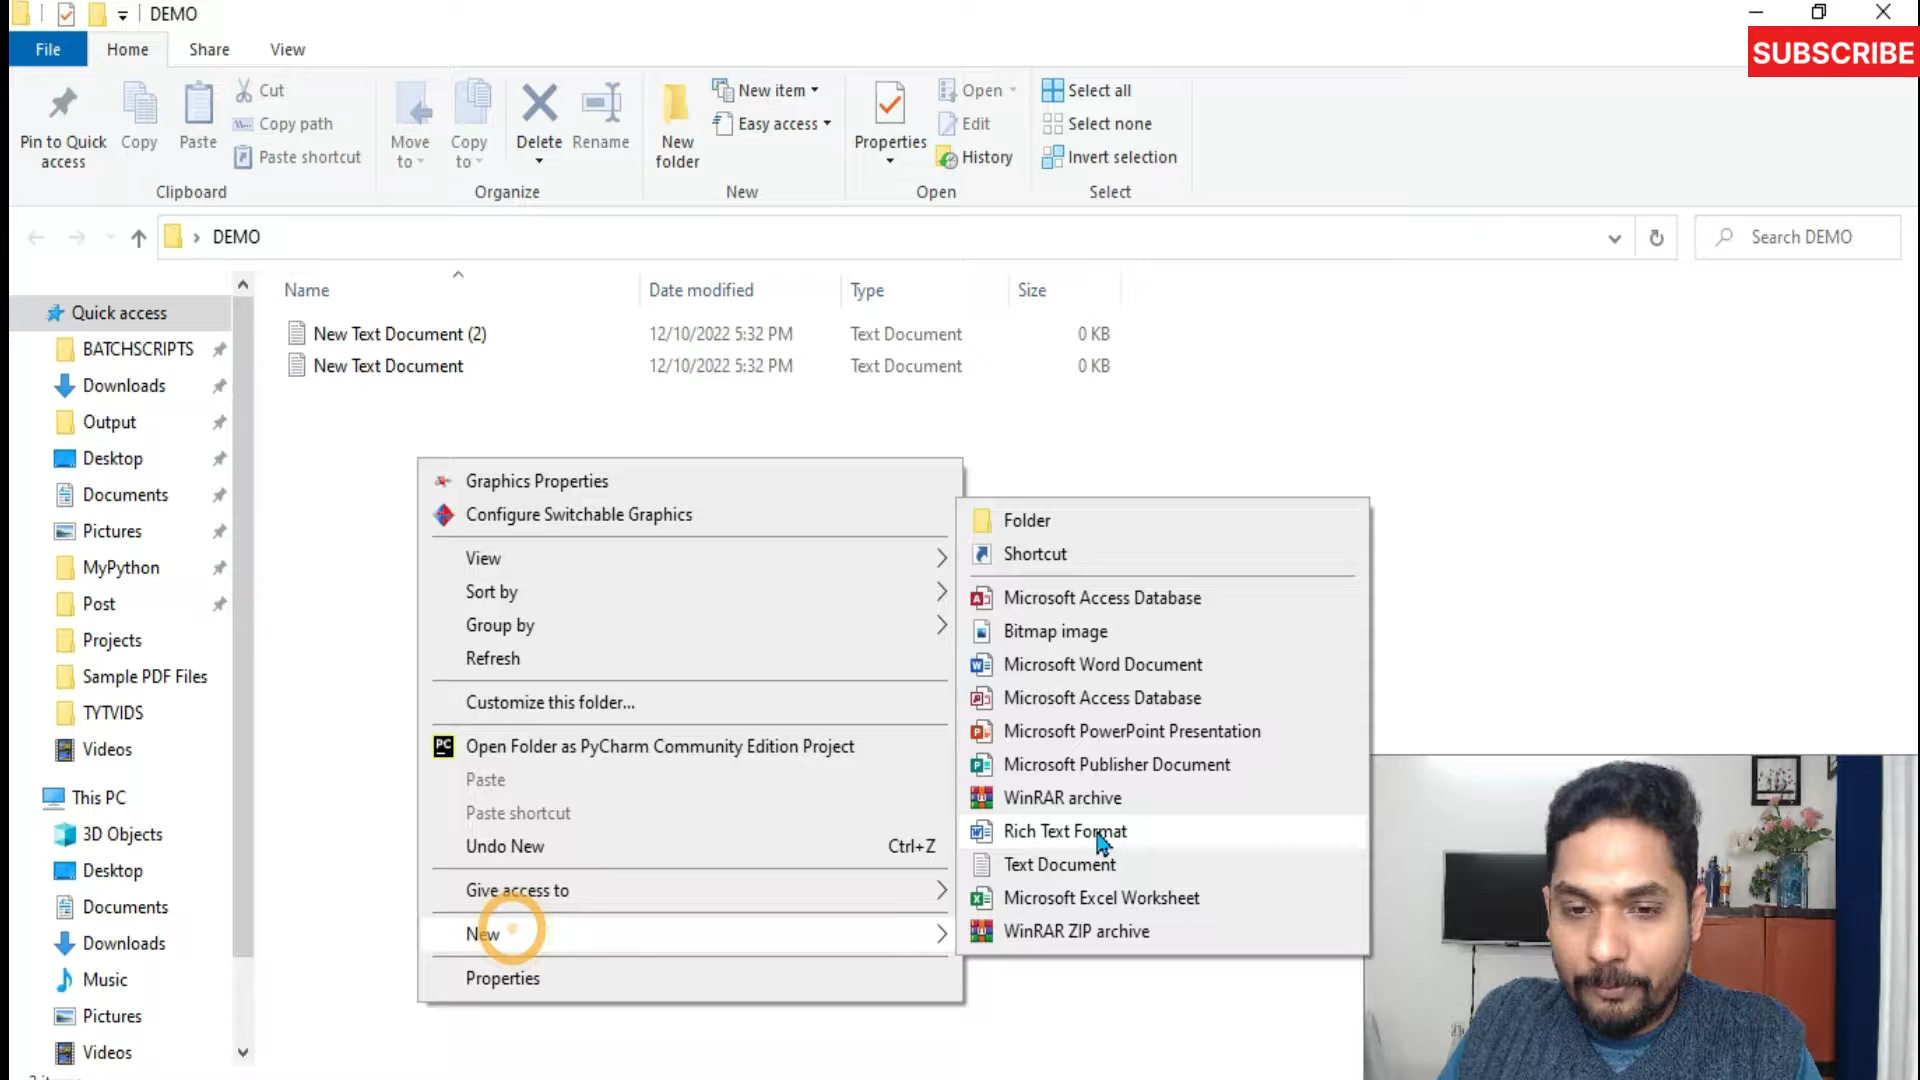 DEMO
SUBSCRIBE
File Home Share View
Pin to Quick access
Copy
Paste
Cut
Copy path
Paste shortcut
Clipboard
Move to
Copy to
Delete
Rename
Organize
New folder
New item
Easy access
New
Properties
Open
Edit
History
Open
Select all
Select none
Invert selection
Select
DEMO
Search DEMO
Name Date modified Type Size
New Text Document (2) 12/10/2022 5:32 PM Text Document 0 KB
New Text Document 12/10/2022 5:32 PM Text Document 0 KB
Quick access
BATCHSCRIPTS
Downloads
Output
Desktop
Documents
Pictures
MyPython
Post
Projects
Sample PDF Files
TYTVIDS
Videos
This PC
3D Objects
Desktop
Documents
Downloads
Music
Pictures
Videos
Graphics Properties
Configure Switchable Graphics
View
Sort by
Group by
Refresh
Customize this folder...
PC Open Folder as PyCharm Community Edition Project
Paste
Paste shortcut
Undo New Ctrl+Z
Give access to
New
Properties
Folder
Shortcut
Microsoft Access Database
Bitmap image
Microsoft Word Document
Microsoft Access Database
Microsoft PowerPoint Presentation
Microsoft Publisher Document
WinRAR archive
Rich Text Format
Text Document
Microsoft Excel Worksheet
WinRAR ZIP archive